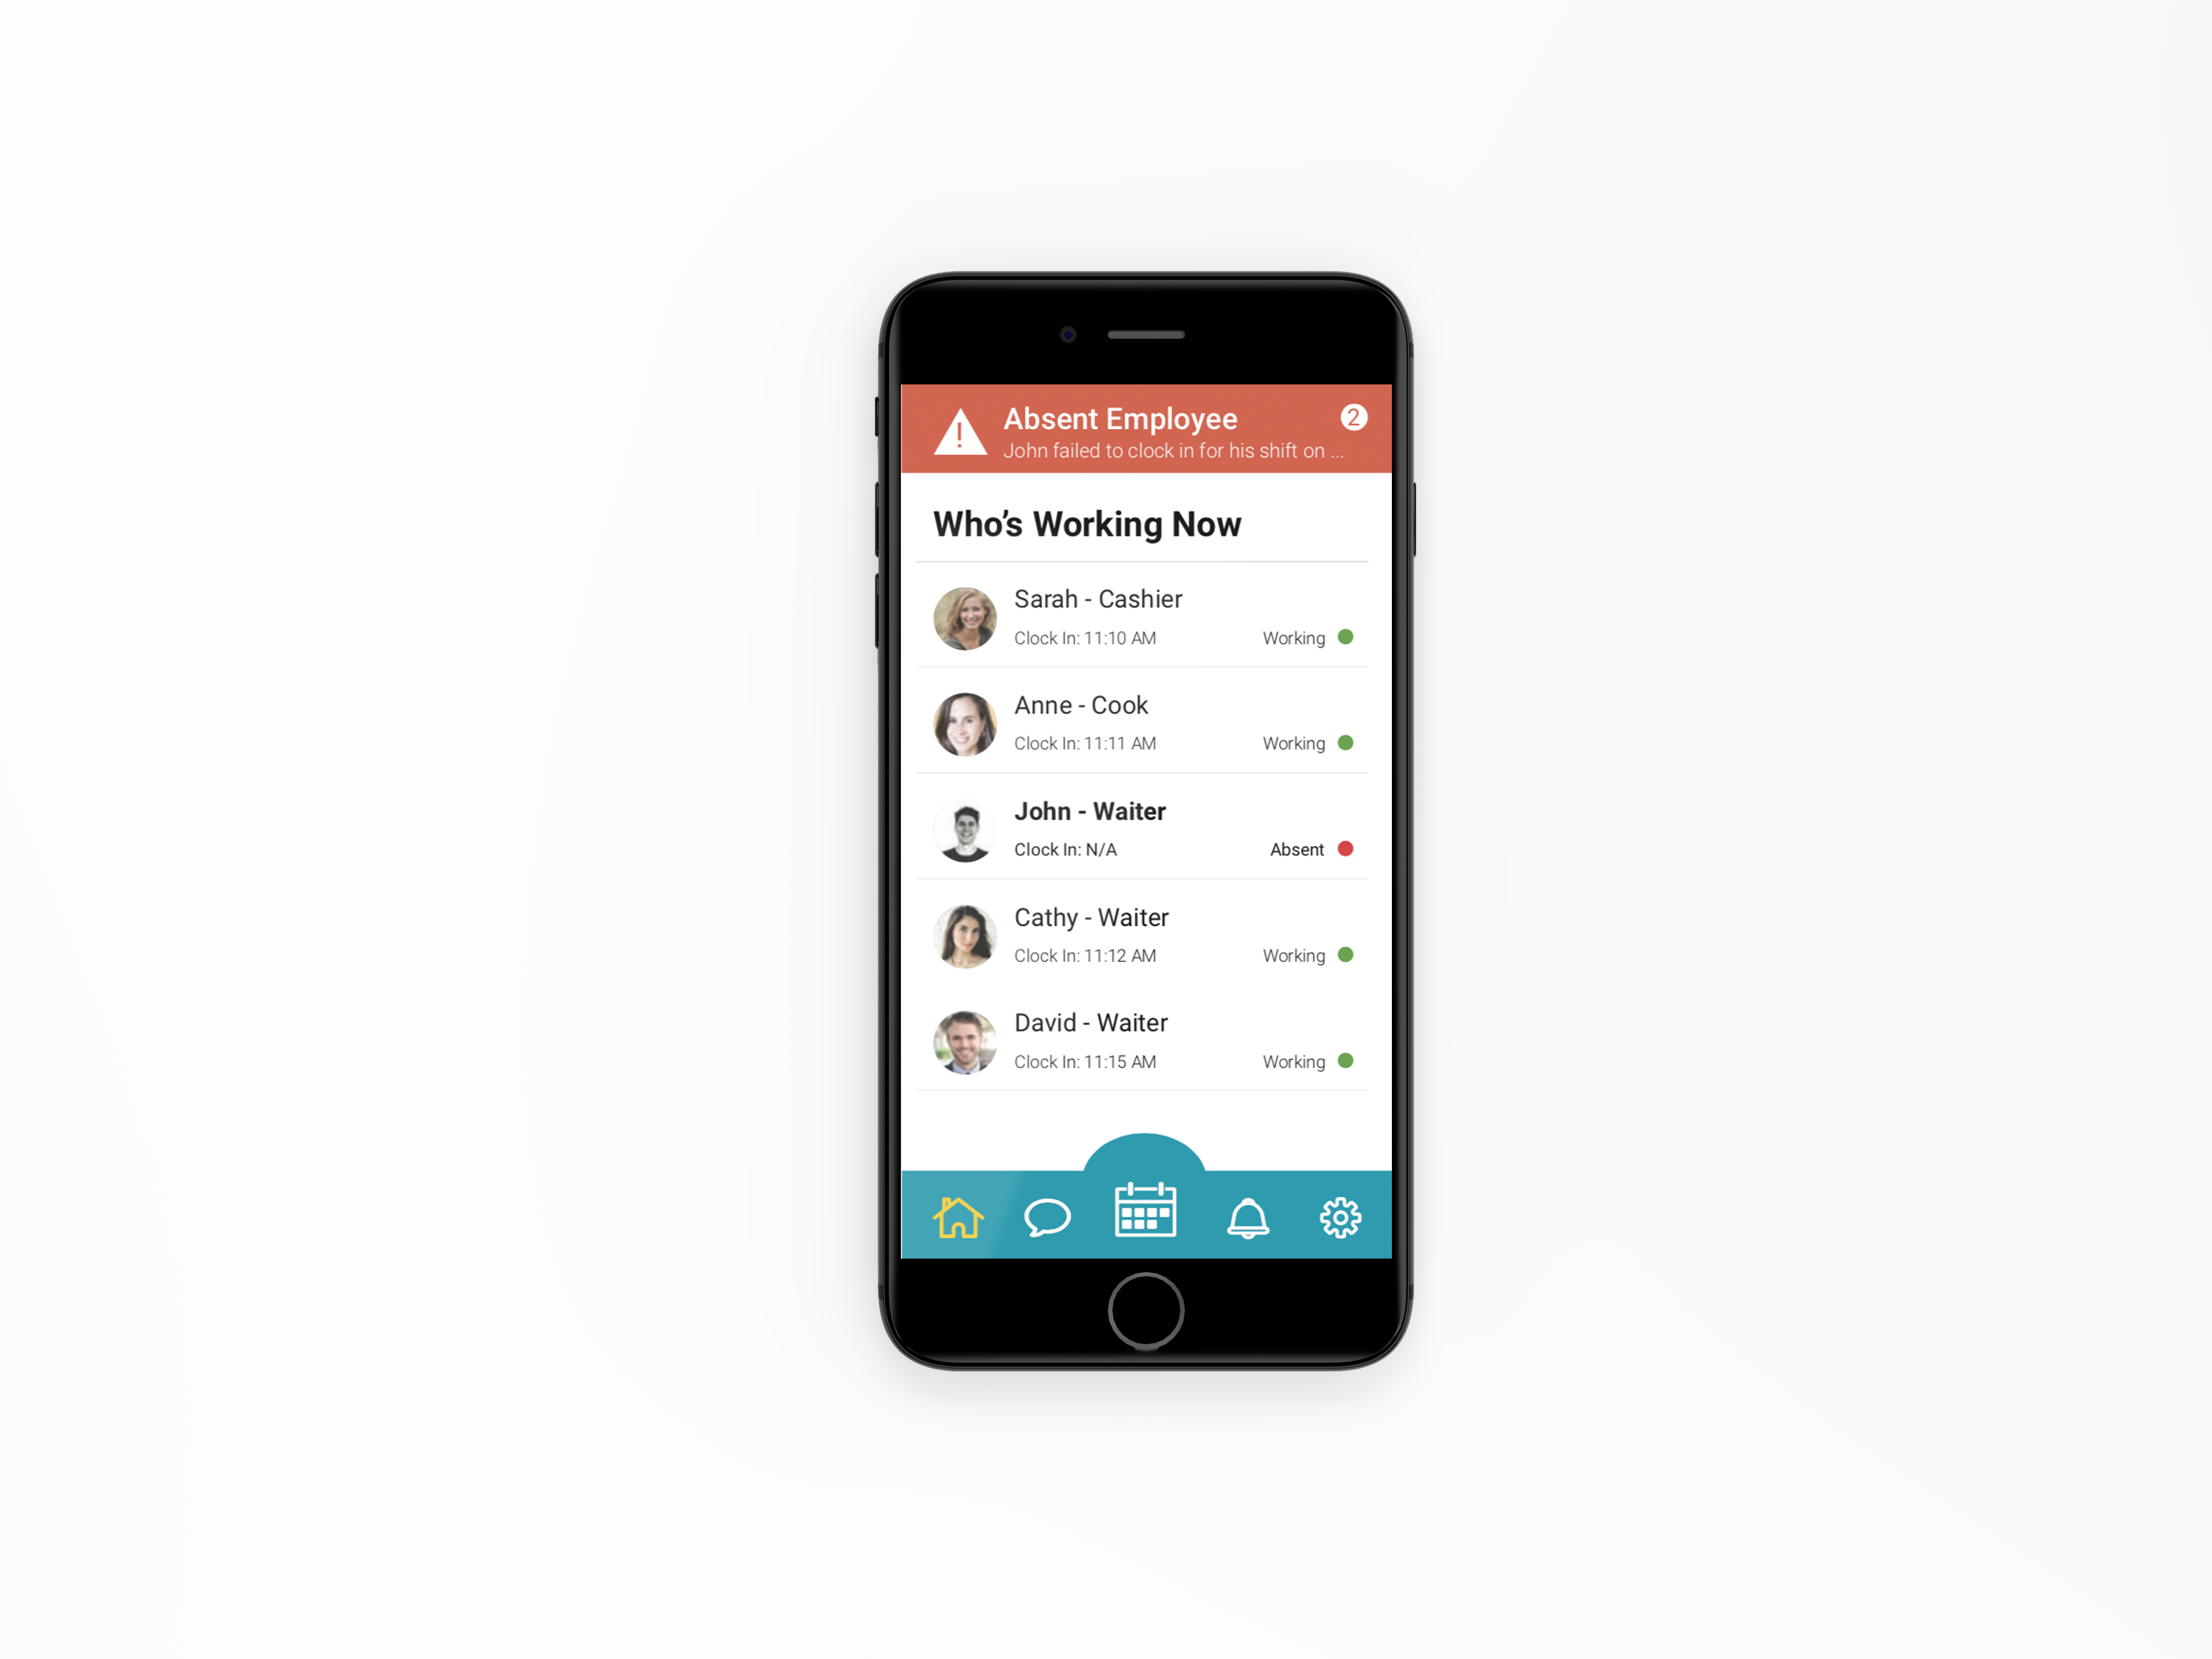 Absent Employee
2
John failed to clock in for his shift on ...
Who's Working Now
Sarah - Cashier
Clock In: 11:10 AM
Working
Anne - Cook
Clock In: 11:11 AM
Working
John - Waiter
Clock In: N/A
Absent
Cathy - Waiter
Clock In: 11:12 AM
Working
David - Waiter
Clock In: 11:15 AM
Working